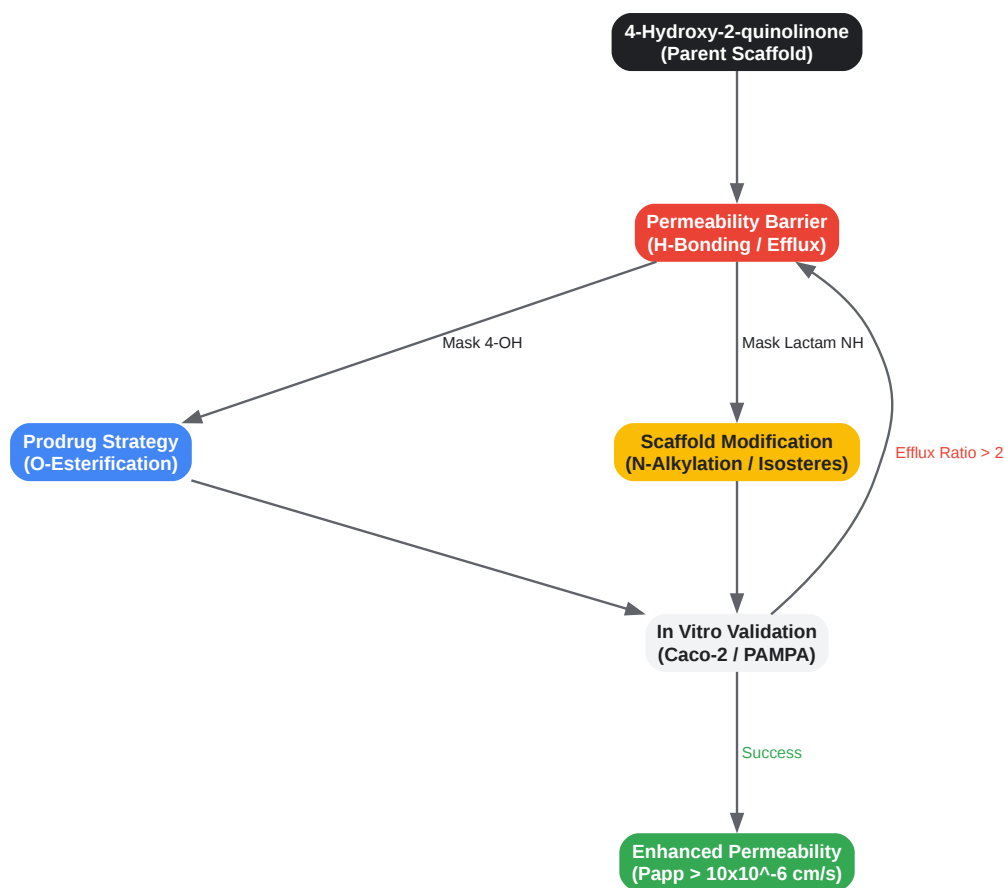 4-Hydroxy-2-quinolinone
(Parent Scaffold)
Permeability Barrier
(H-Bonding / Efflux)
Mask 4-OH
Mask Lactam NH
Prodrug Strategy
(O-Esterification)
Scaffold Modification
(N-Alkylation / Isosteres)
Efflux Ratio > 2
In Vitro Validation
(Caco-2 / PAMPA)
Success
Enhanced Permeability
(Papp > 10x10^-6 cm/s)